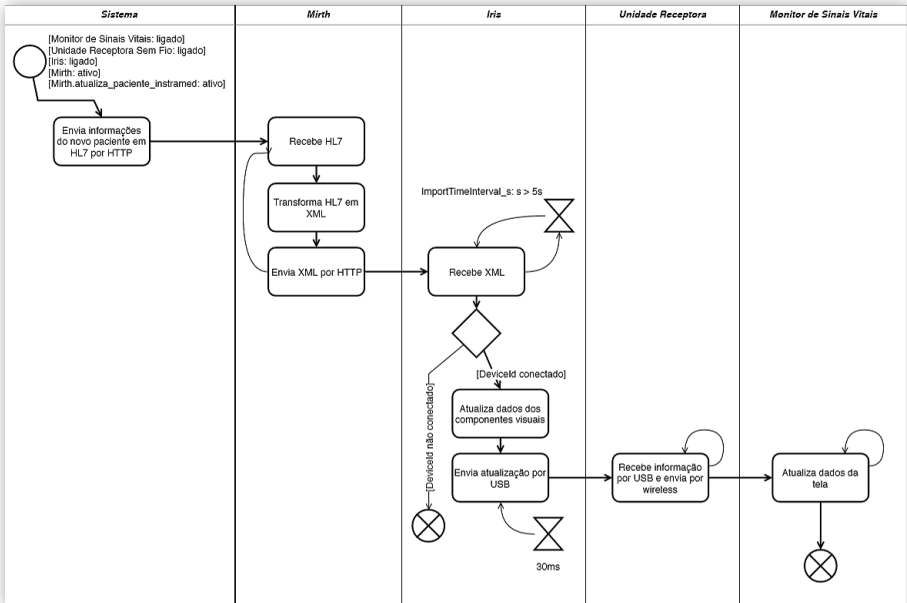 Sistema
Mirth
Iris
Unidade Receptora
Monitor de Sinais Vitais
[Monitor de Sinais Vitais: ligado]
[Unidade Receptora Sem Fio: ligado]
[Iris: ligado]
[Mirth: ativo]
[Mirth.atualiza_paciente_instramed: ativo]
Envia informações
do novo paciente em
HL7 por HTTP
Recebe HL7
Transforma HL7 em
XML
Envia XML por HTTP
ImportTimeInterval_s: s > 5s
Recebe XML
[DeviceId conectado]
[DeviceId não conectado]
Atualiza dados dos
componentes visuais
Envia atualização por
USB
30ms
Recebe informação
por USB e envia por
wireless
Atualiza dados da
tela